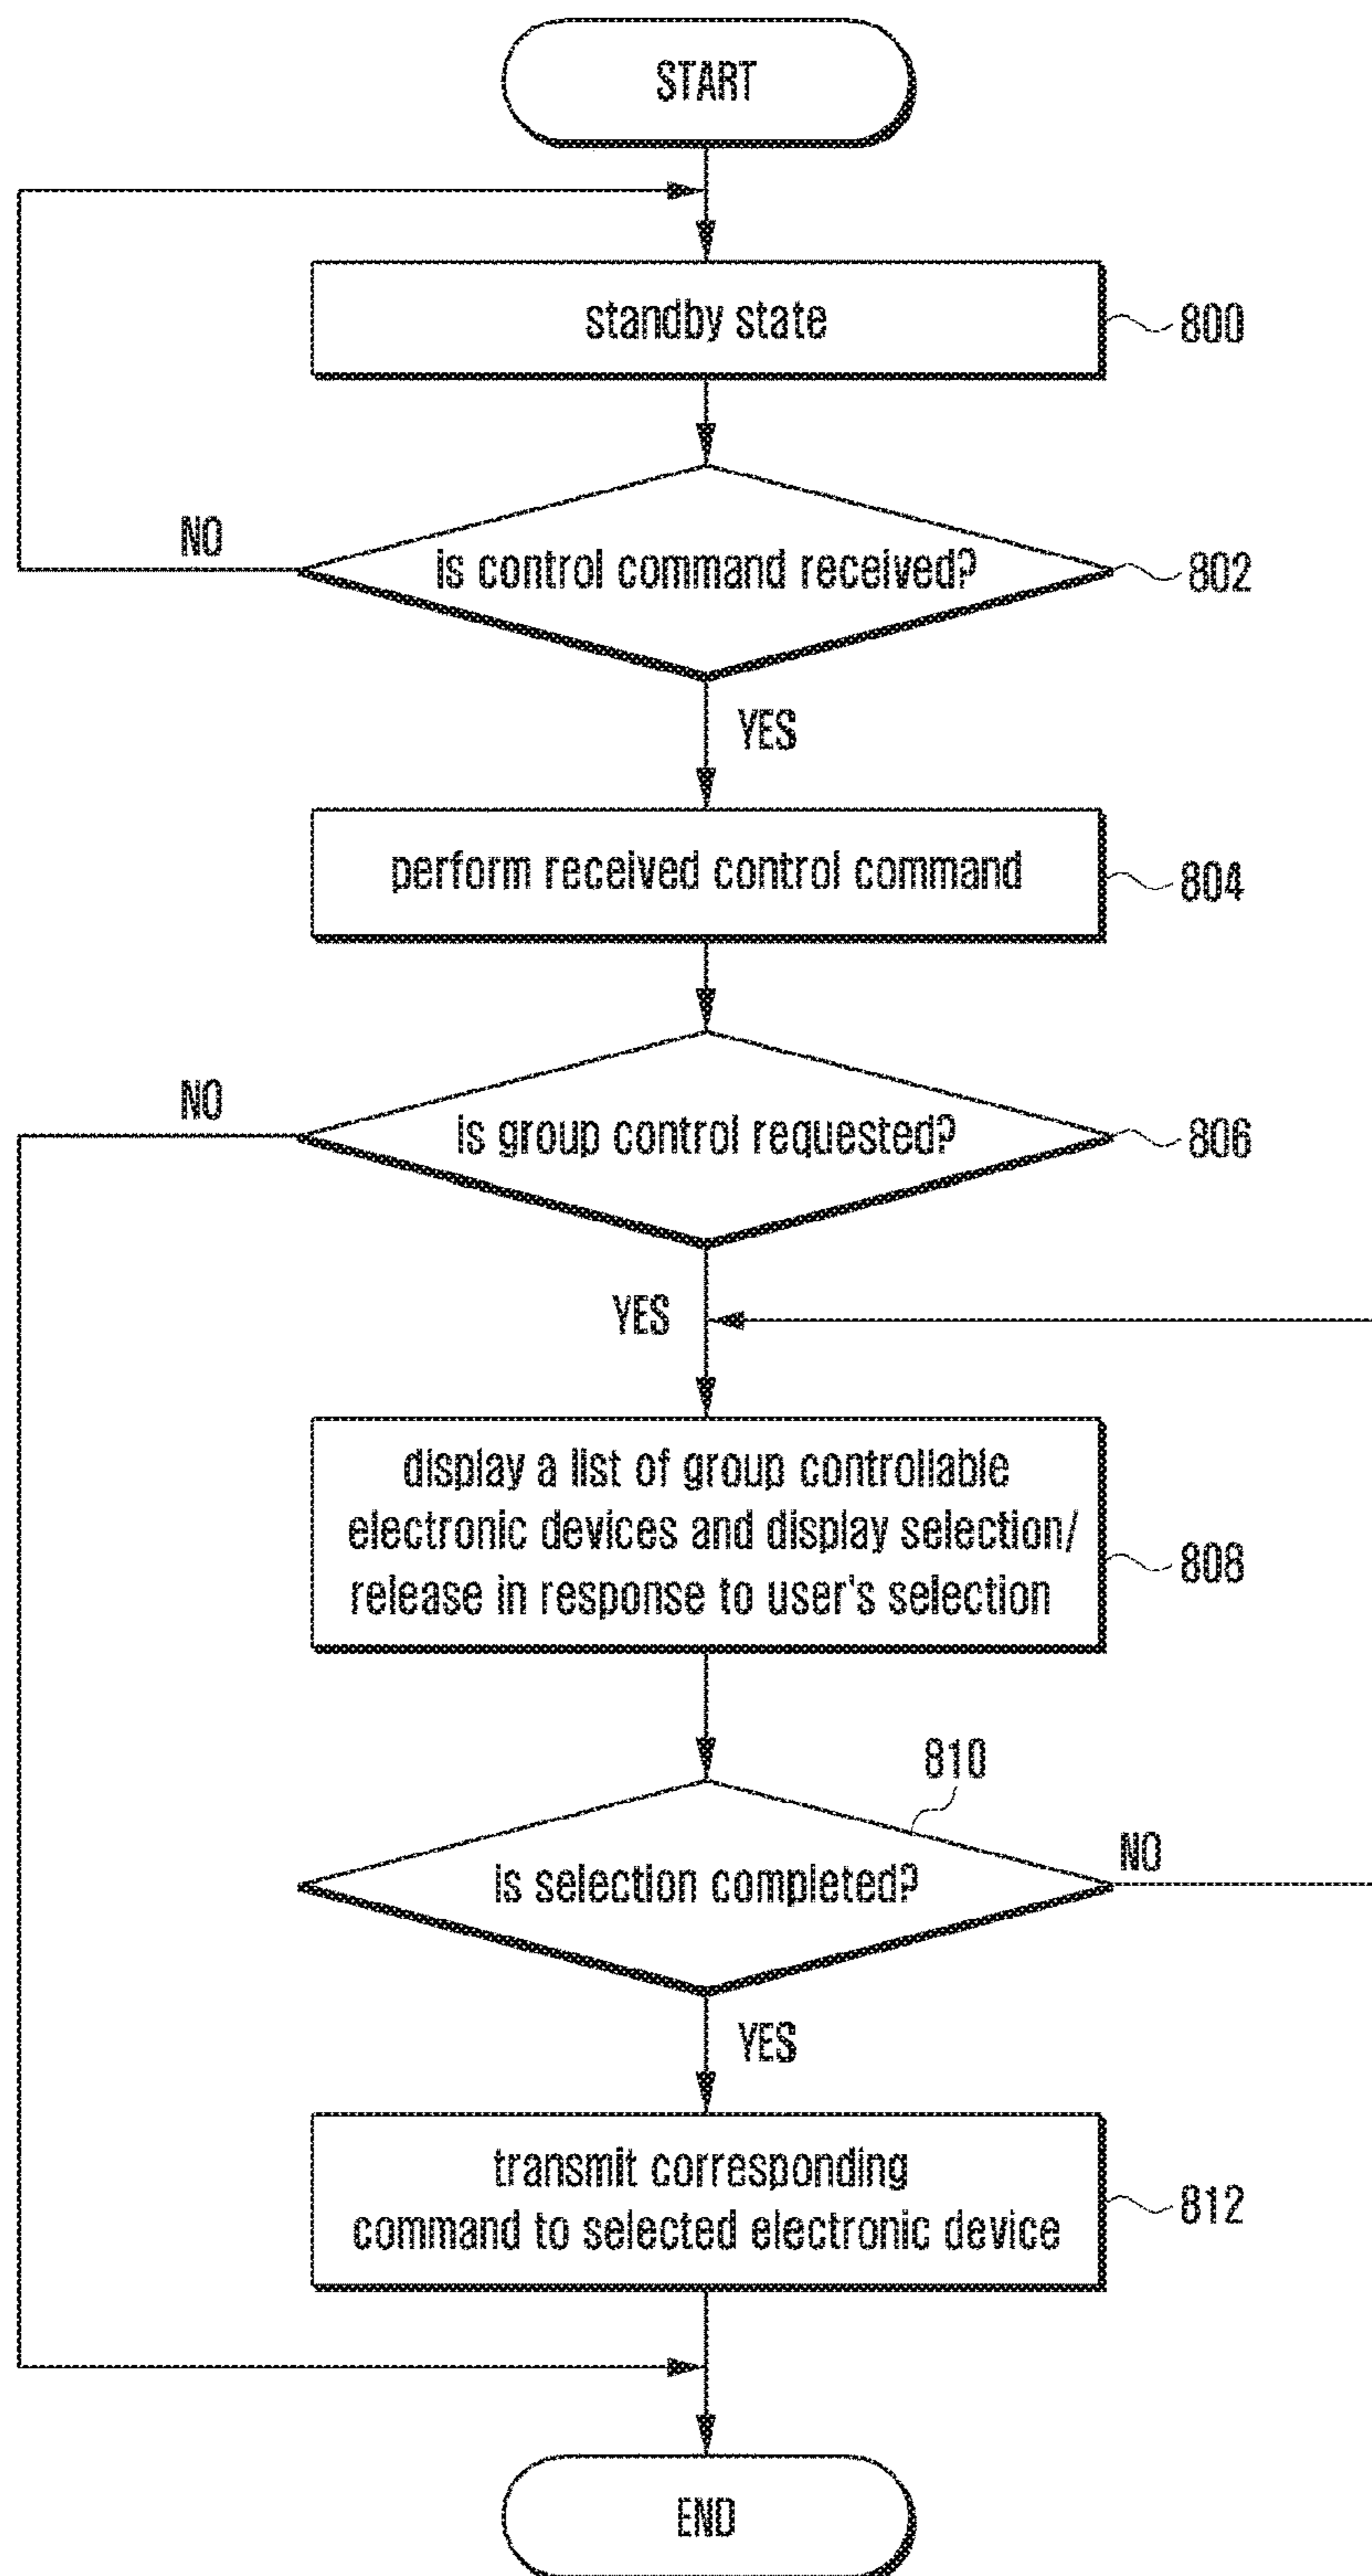 START
standby state
800
NO
is control command received?
802
YES
perform received control command
804
NO
is group control requested?
806
YES
display a list of group controllable
electronic devices and display selection/
release in response to user's selection
808
810
is selection completed?
NO
YES
transmit corresponding
command to selected electronic device
812
END